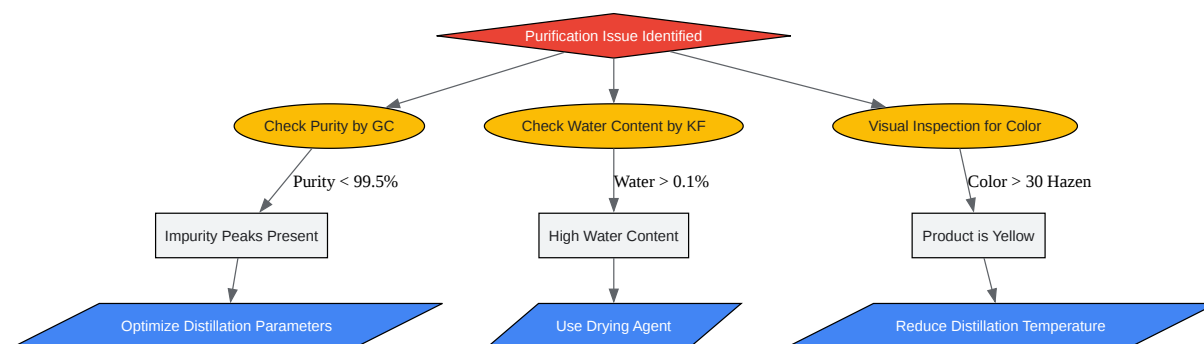 Purification Issue Identified
Check Purity by GC
Check Water Content by KF
Visual Inspection for Color
Purity < 99.5%
Water > 0.1%
Color > 30 Hazen
Impurity Peaks Present
High Water Content
Product is Yellow
Optimize Distillation Parameters
Use Drying Agent
Reduce Distillation Temperature